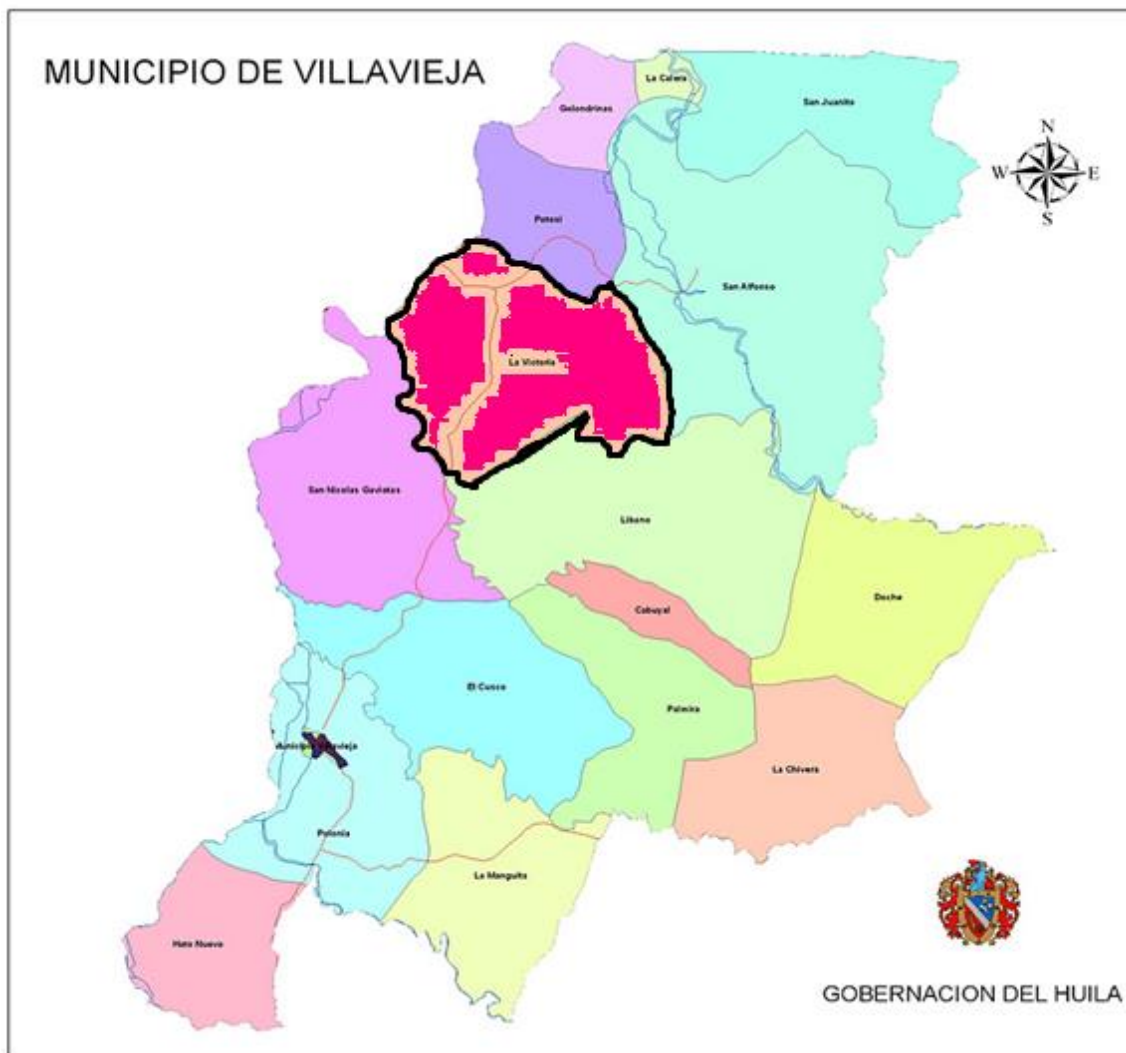 MUNICIPIO DE VILLAVIEJA
La Calera
Golondrinas
San Juanito
N
W
E
S
Potosi
San Alfonso
La Victoria
San Nicolas Gaviotas
Libano
Doche
Cabuyal
El Cusco
Palmira
La Chivera
Polonia
La Manguita
Hato Nuevo
GOBERNACION DEL HUILA